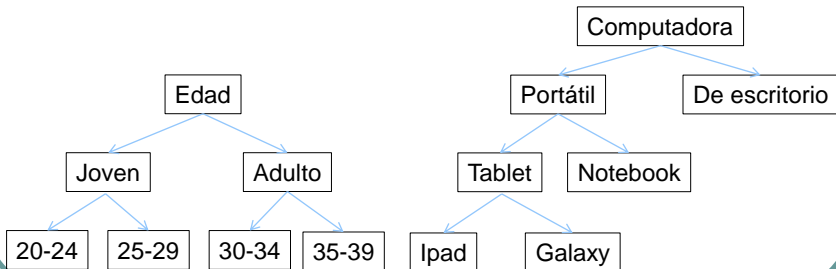 Computadora
Edad
Portátil
De escritorio
Joven
Adulto
Tablet
Notebook
20-24
25-29
30-34
35-39
Ipad
Galaxy